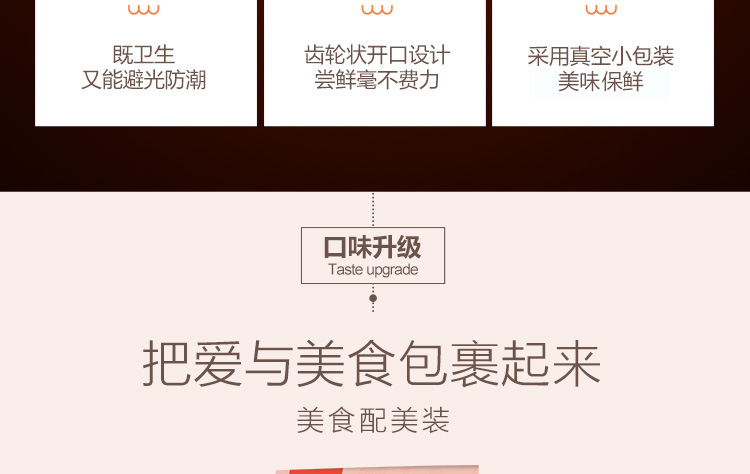 既卫生
又能避光防潮
齿轮状开口设计
尝鲜毫不费力
采用真空小包装
美味保鲜
口味升级
Taste upgrade
把爱与美食包裹起来
美食配美装